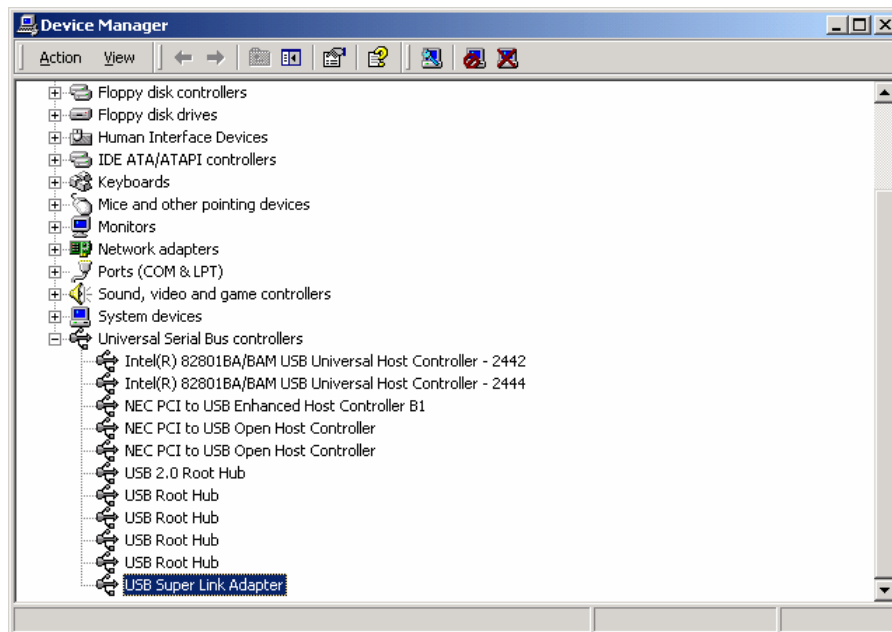 Device Manager
Action View
Floppy disk controllers
Floppy disk drives
Human Interface Devices
IDE ATA/ATAPI controllers
Keyboards
Mice and other pointing devices
Monitors
Network adapters
Ports (COM & LPT)
Sound, video and game controllers
System devices
Universal Serial Bus controllers
Intel(R) 82801BA/BAM USB Universal Host Controller - 2442
Intel(R) 82801BA/BAM USB Universal Host Controller - 2444
NEC PCI to USB Enhanced Host Controller B1
NEC PCI to USB Open Host Controller
NEC PCI to USB Open Host Controller
USB 2.0 Root Hub
USB Root Hub
USB Root Hub
USB Root Hub
USB Root Hub
USB Super Link Adapter